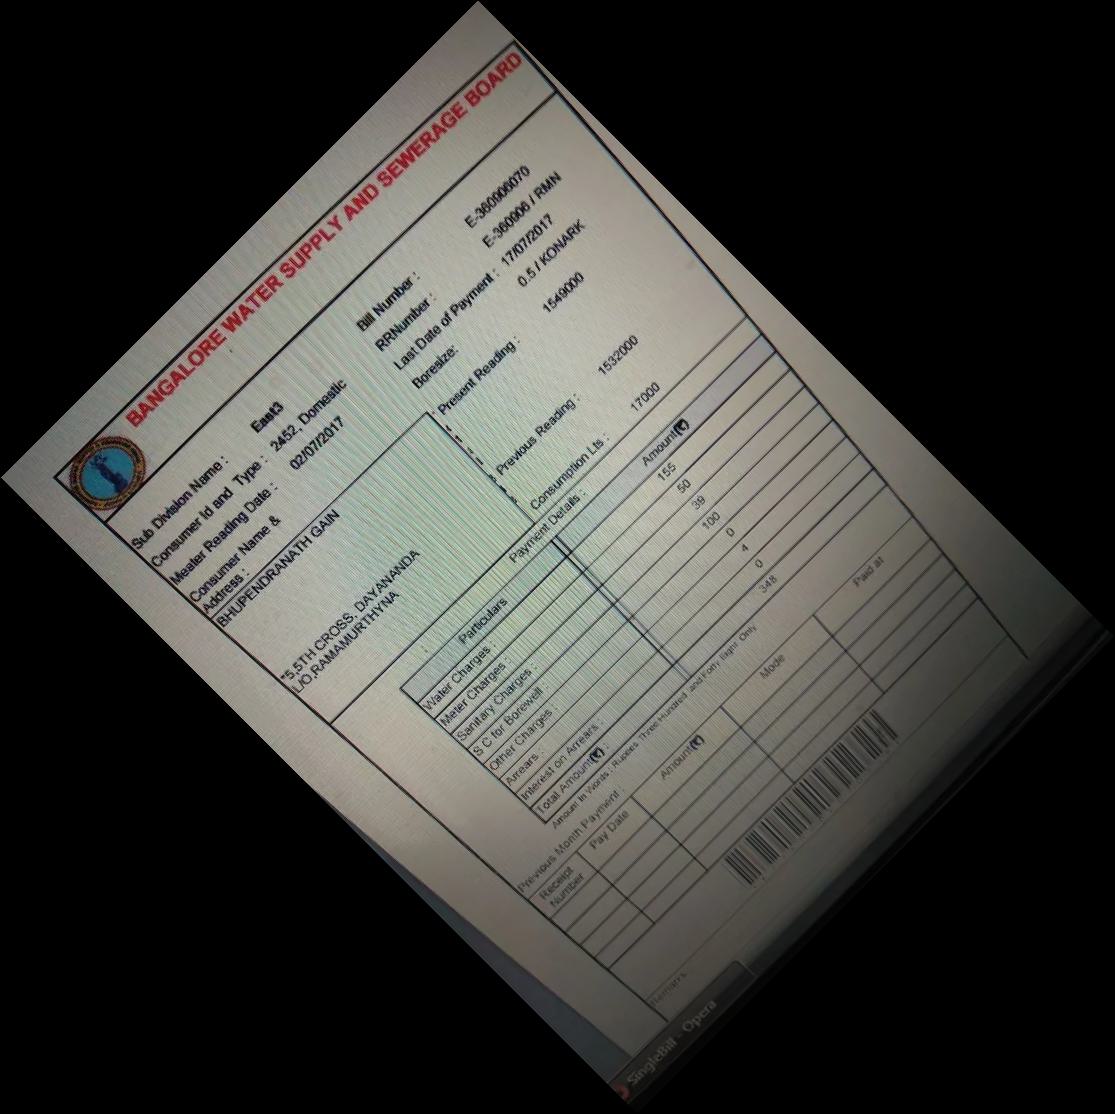 BANGALORE WATER SUPPLY AND SEWERAGE BOARD
Sub Division Name : East3
Consumer Id and Type : 2452, Domestic
Meater Reading Date : 02/07/2017
Consumer Name &
Address :
BHUPENDRANATH GAIN
"5,5TH CROSS, DAYANANDA
L/O,RAMAMURTHYNA
Bill Number : E-360906070
RRNumber : E-360906 / RMN
Last Date of Payment : 17/07/2017
Boresize: 0.5 / KONARK
Present Reading : 1549000
Previous Reading : 1532000
Consumption Lts : 17000
Payment Details :
Particulars Amount(₹)
Water Charges : 155
Meter Charges : 50
Sanitary Charges : 39
S C for Borewell : 100
Other Charges : 0
Arrears : 4
Interest on Arrears : 0
Total Amount(₹) : 348
Amount In Words : Rupees Three Hundred and Forty Eight Only
Previous Month Payment :
Receipt Number Pay Date Amount(₹) Mode Paid at
Remarks
SingleBill - Opera